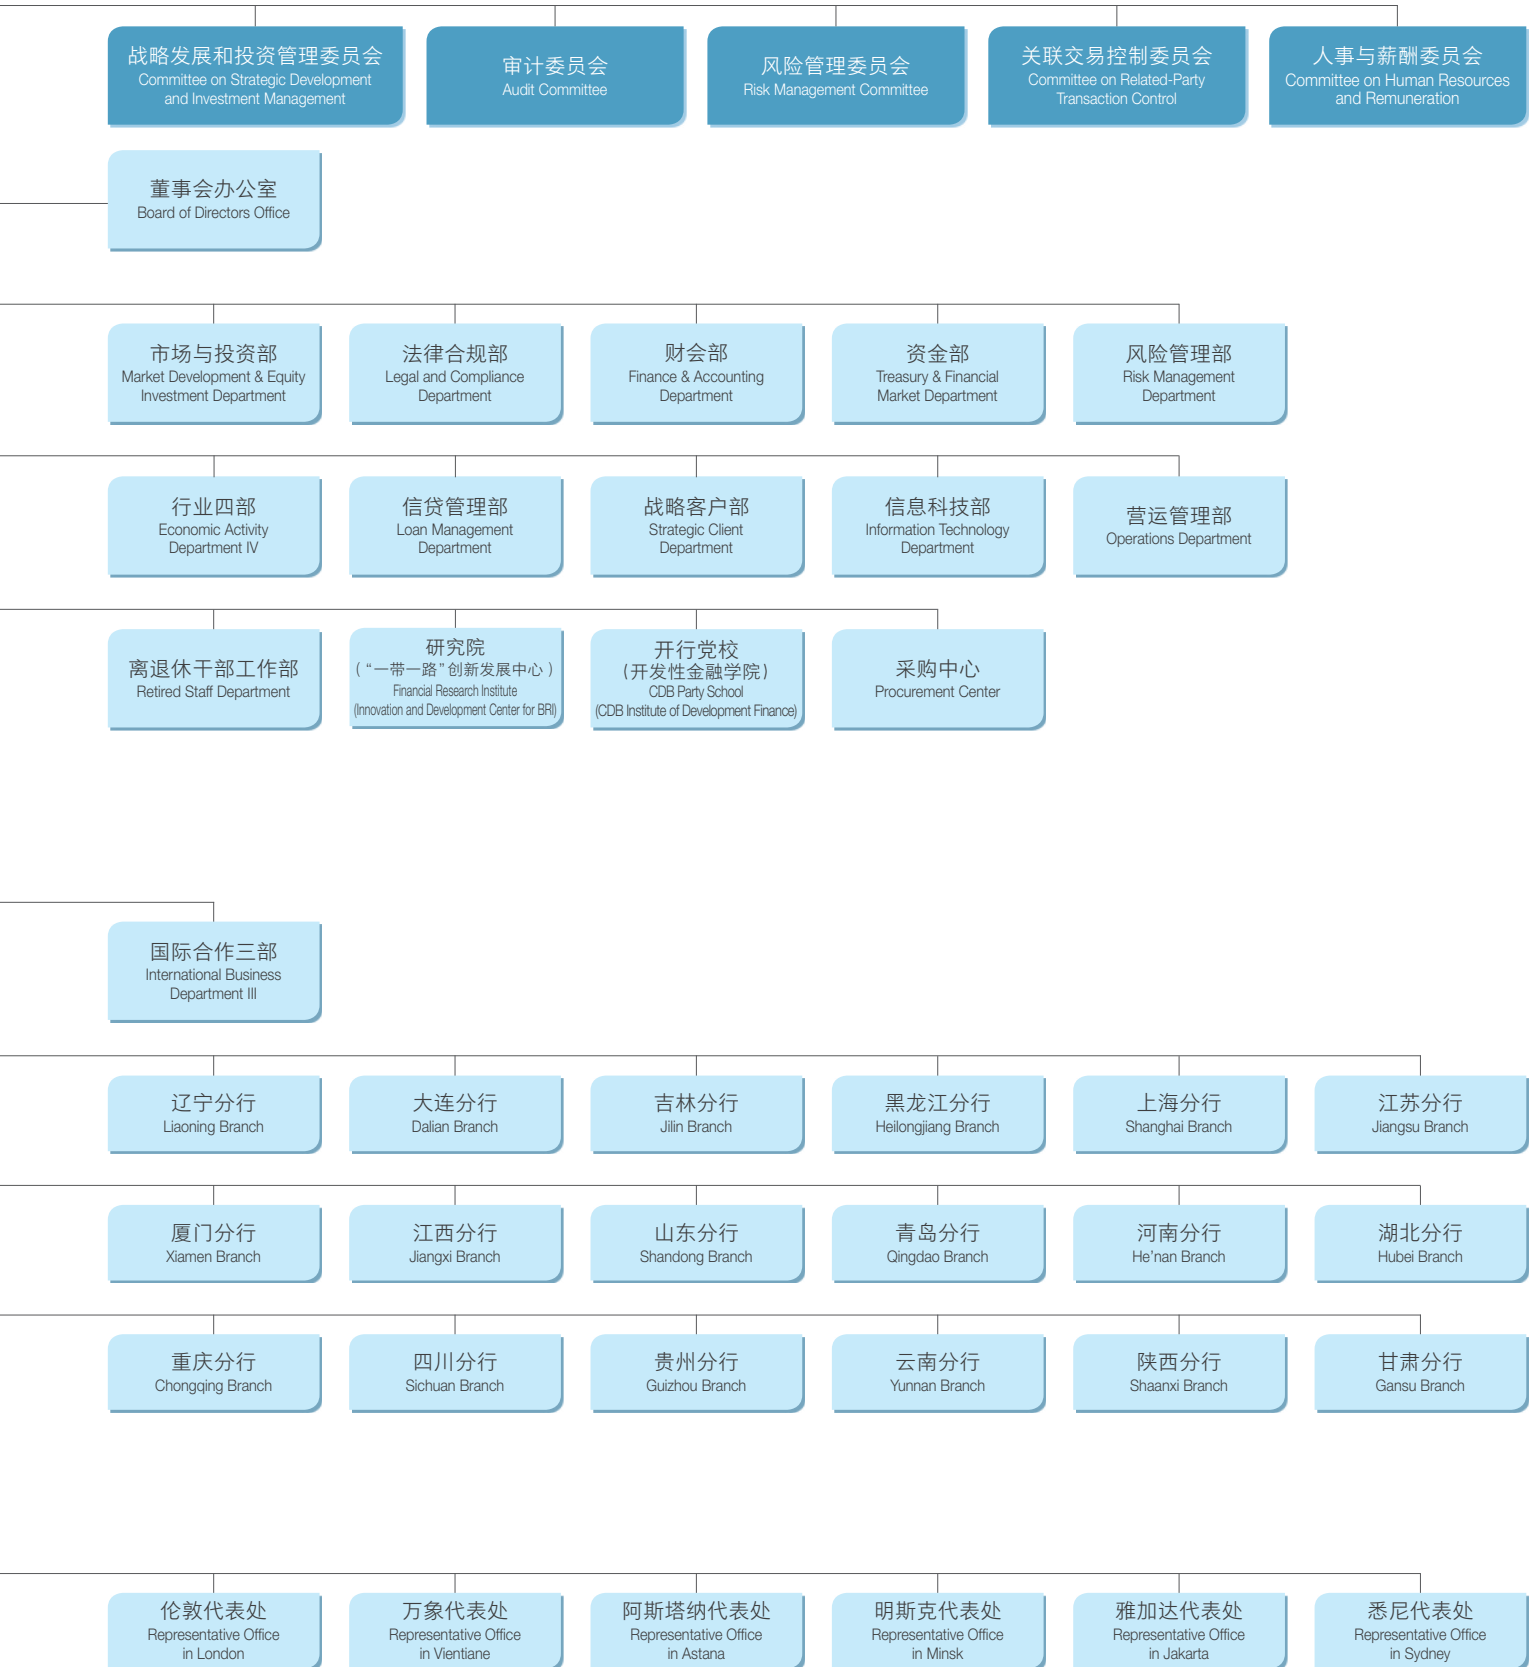 战略发展和投资管理委员会
Committee on Strategic Development
and Investment Management
审计委员会
Audit Committee
风险管理委员会
Risk Management Committee
关联交易控制委员会
Committee on Related-Party
Transaction Control
人事与薪酬委员会
Committee on Human Resources
and Remuneration
董事会办公室
Board of Directors Office
市场与投资部
Market Development & Equity
Investment Department
法律合规部
Legal and Compliance
Department
财会部
Finance & Accounting
Department
资金部
Treasury & Financial
Market Department
风险管理部
Risk Management
Department
行业四部
Economic Activity
Department IV
信贷管理部
Loan Management
Department
战略客户部
Strategic Client
Department
信息科技部
Information Technology
Department
营运管理部
Operations Department
离退休干部工作部
Retired Staff Department
研究院
（“一带一路”创新发展中心）
Financial Research Institute
(Innovation and Development Center for BRI)
开行党校
（开发性金融学院）
CDB Party School
(CDB Institute of Development Finance)
采购中心
Procurement Center
国际合作三部
International Business
Department III
辽宁分行
Liaoning Branch
大连分行
Dalian Branch
吉林分行
Jilin Branch
黑龙江分行
Heilongjiang Branch
上海分行
Shanghai Branch
江苏分行
Jiangsu Branch
厦门分行
Xiamen Branch
江西分行
Jiangxi Branch
山东分行
Shandong Branch
青岛分行
Qingdao Branch
河南分行
He’nan Branch
湖北分行
Hubei Branch
重庆分行
Chongqing Branch
四川分行
Sichuan Branch
贵州分行
Guizhou Branch
云南分行
Yunnan Branch
陕西分行
Shaanxi Branch
甘肃分行
Gansu Branch
伦敦代表处
Representative Office
in London
万象代表处
Representative Office
in Vientiane
阿斯塔纳代表处
Representative Office
in Astana
明斯克代表处
Representative Office
in Minsk
雅加达代表处
Representative Office
in Jakarta
悉尼代表处
Representative Office
in Sydney